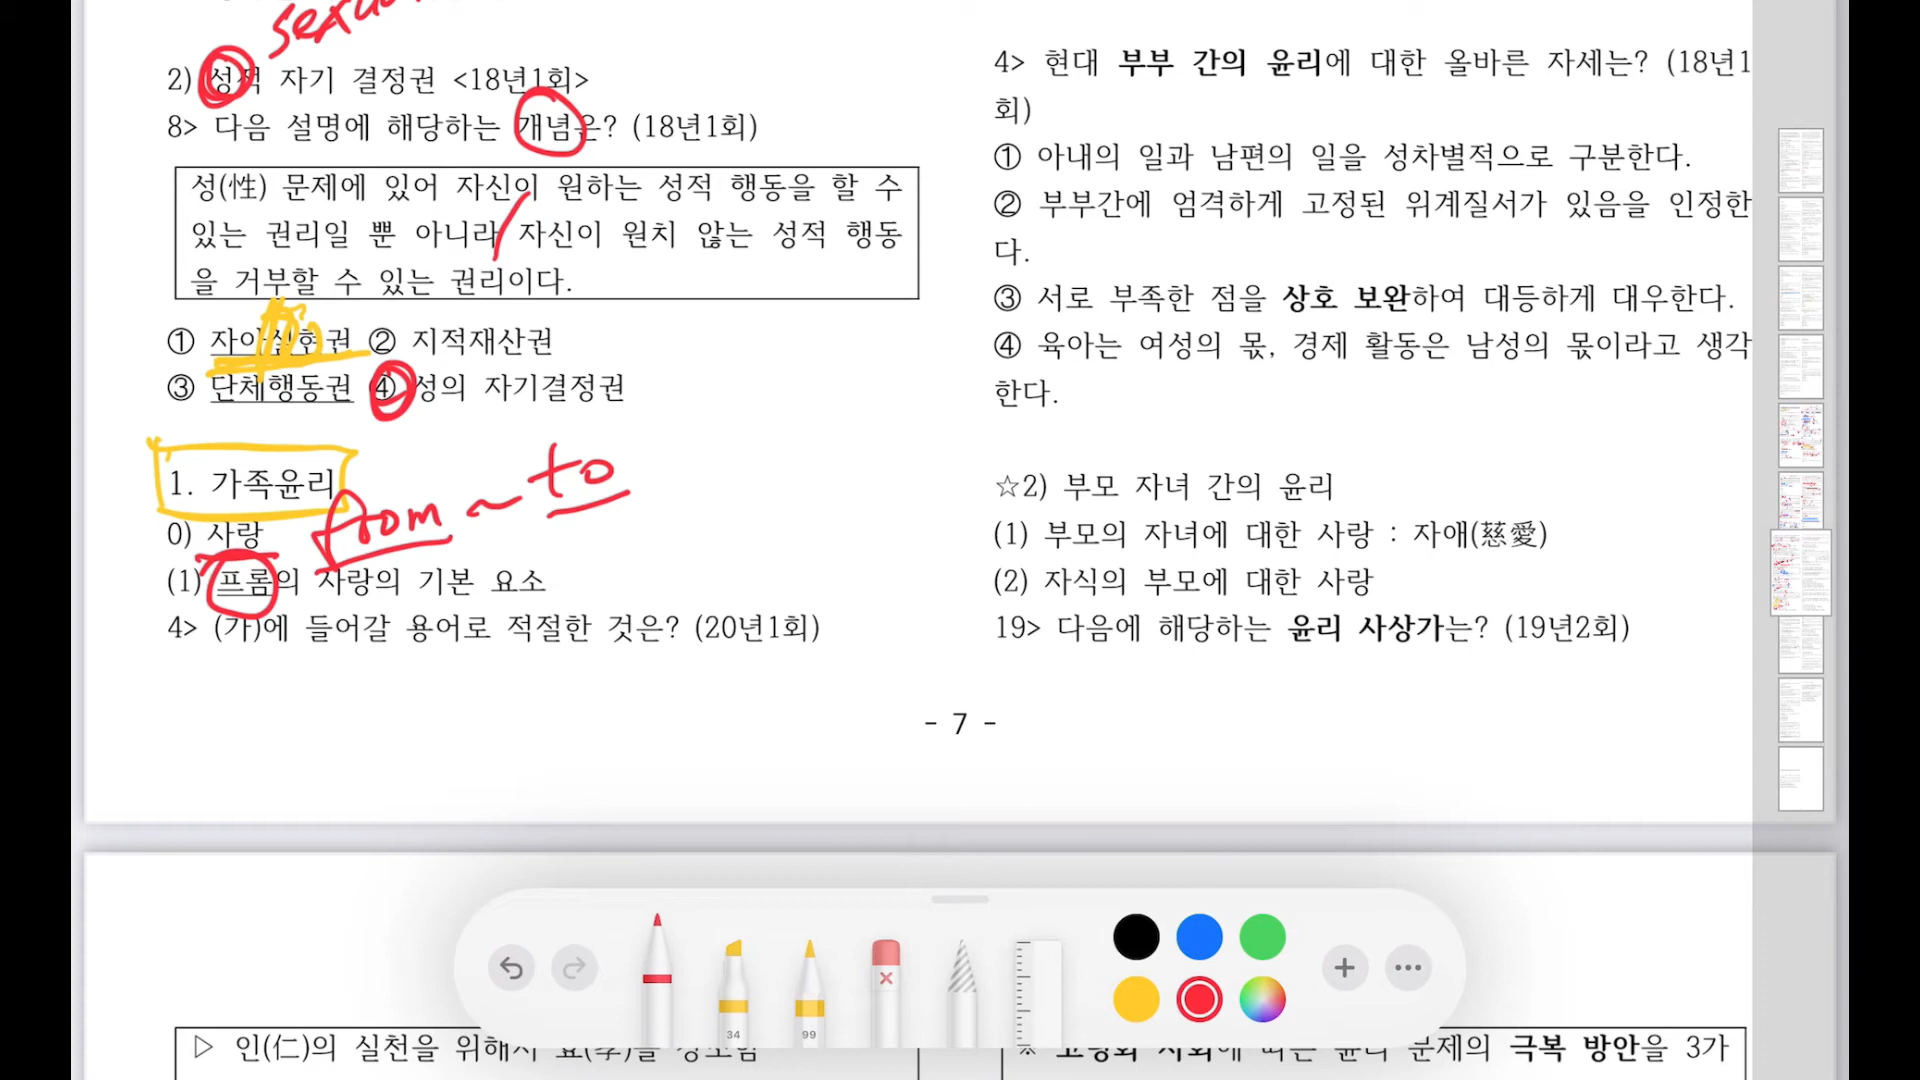 2) 성적 자기 결정권 <18년1회>
8> 다음 설명에 해당하는 개념은? (18년1회)
성(性) 문제에 있어 자신이 원하는 성적 행동을 할 수
있는 권리일 뿐 아니라 자신이 원치 않는 성적 행동
을 거부할 수 있는 권리이다.
① 자아실현권 ② 지적재산권
③ 단체행동권 ④ 성의 자기결정권
1. 가족윤리
from ~ to
0) 사랑
(1) 프롬의 사랑의 기본 요소
4> (가)에 들어갈 용어로 적절한 것은? (20년1회)
4> 현대 부부 간의 윤리에 대한 올바른 자세는? (18년1
회)
① 아내의 일과 남편의 일을 성차별적으로 구분한다.
② 부부간에 엄격하게 고정된 위계질서가 있음을 인정한
다.
③ 서로 부족한 점을 상호 보완하여 대등하게 대우한다.
④ 육아는 여성의 몫, 경제 활동은 남성의 몫이라고 생각
한다.
☆2) 부모 자녀 간의 윤리
(1) 부모의 자녀에 대한 사랑 : 자애(慈愛)
(2) 자식의 부모에 대한 사랑
19> 다음에 해당하는 윤리 사상가는? (19년2회)
- 7 -
34
99
▷ 인(仁)의 실천을 위해서
극복 방안을 3가